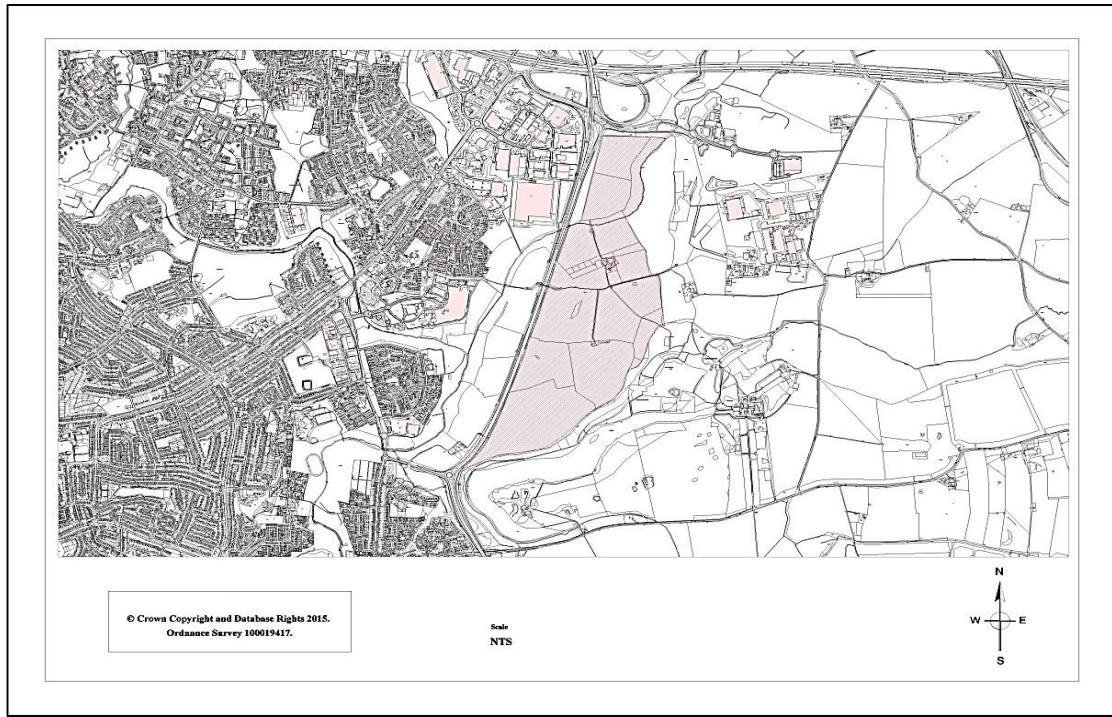 © Crown Copyright and Database Rights 2015.
Ordnance Survey 100019417.
Scale
NTS
N
W E
S